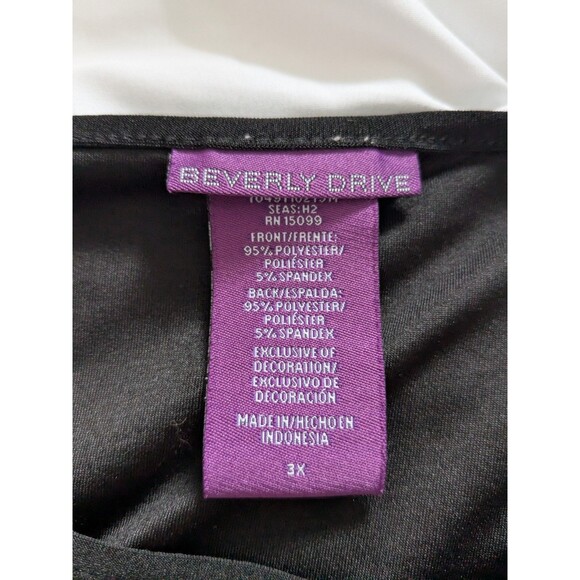 BEVERLY DRIVE
SEAS:H2
RN 15099
FRONT/FRENTE:
95% POLYESTER/
POLIÉSTER
5% SPANDEX
BACK/ESPALDA:
95% POLYESTER/
POLIÉSTER
5% SPANDEX
EXCLUSIVE OF
DECORATION/
EXCLUSIVO DE
DECORACIÓN
MADE IN/HECHO EN
INDONESIA
3X